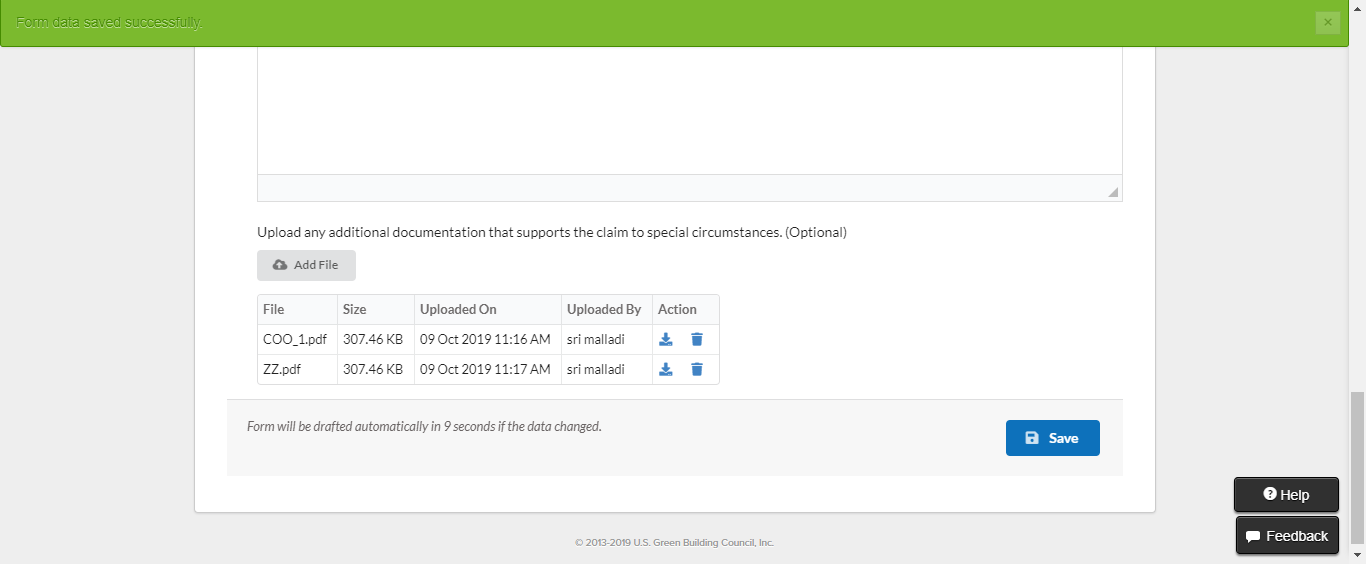 Form data saved successfully.
×
Upload any additional documentation that supports the claim to special circumstances. (Optional)
Add File
File Size Uploaded On Uploaded By Action
COO_1.pdf 307.46 KB 09 Oct 2019 11:16 AM sri malladi
ZZ.pdf 307.46 KB 09 Oct 2019 11:17 AM sri malladi
Form will be drafted automatically in 9 seconds if the data changed.
Save
Help
Feedback
© 2013-2019 U.S. Green Building Council, Inc.